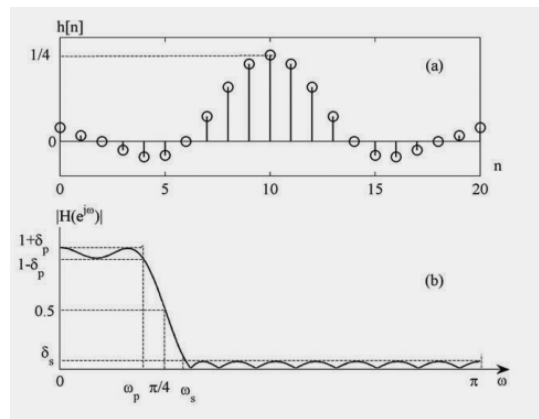 h[n]
1/4
(a)
0
0 5 10 15 20
n
|H(e^{jω})|
1+δ_p
1-δ_p
(b)
0.5
δ_s
0 ω_p π/4 ω_s π ω